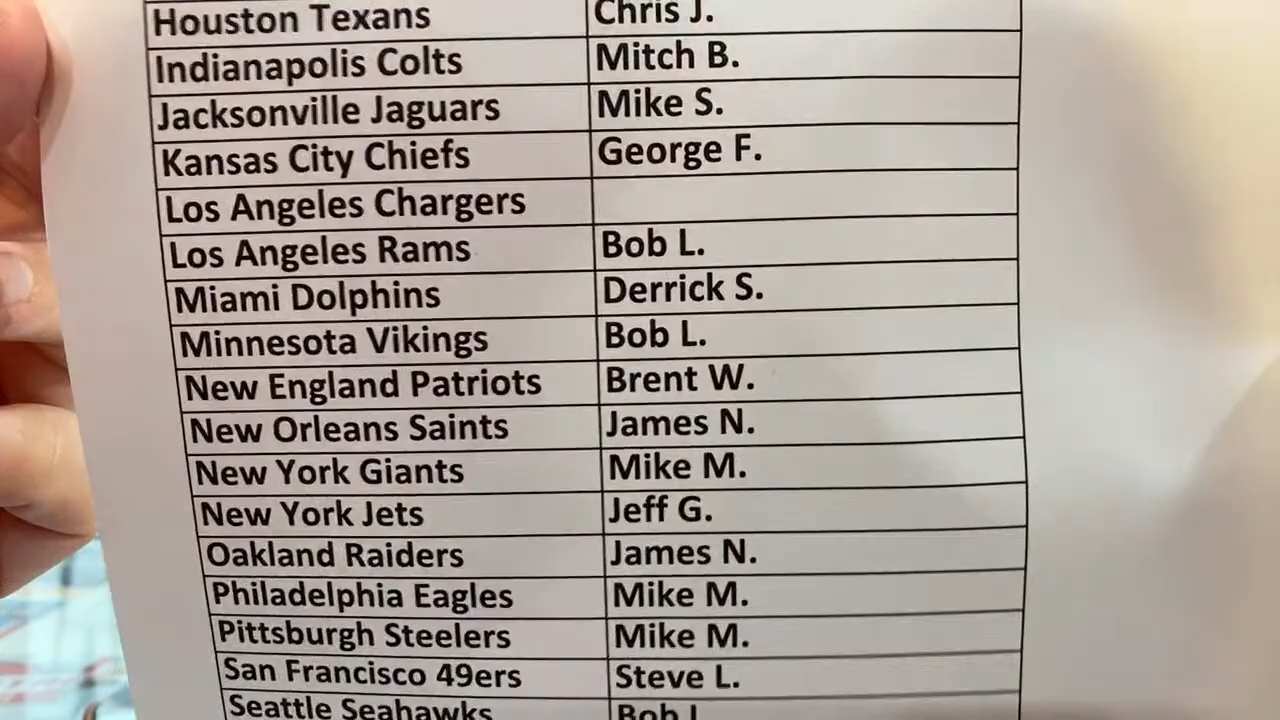 Houston Texans Chris J.
Indianapolis Colts Mitch B.
Jacksonville Jaguars Mike S.
Kansas City Chiefs George F.
Los Angeles Chargers
Los Angeles Rams Bob L.
Miami Dolphins Derrick S.
Minnesota Vikings Bob L.
New England Patriots Brent W.
New Orleans Saints James N.
New York Giants Mike M.
New York Jets Jeff G.
Oakland Raiders James N.
Philadelphia Eagles Mike M.
Pittsburgh Steelers Mike M.
San Francisco 49ers Steve L.
Seattle Seahawks Bob